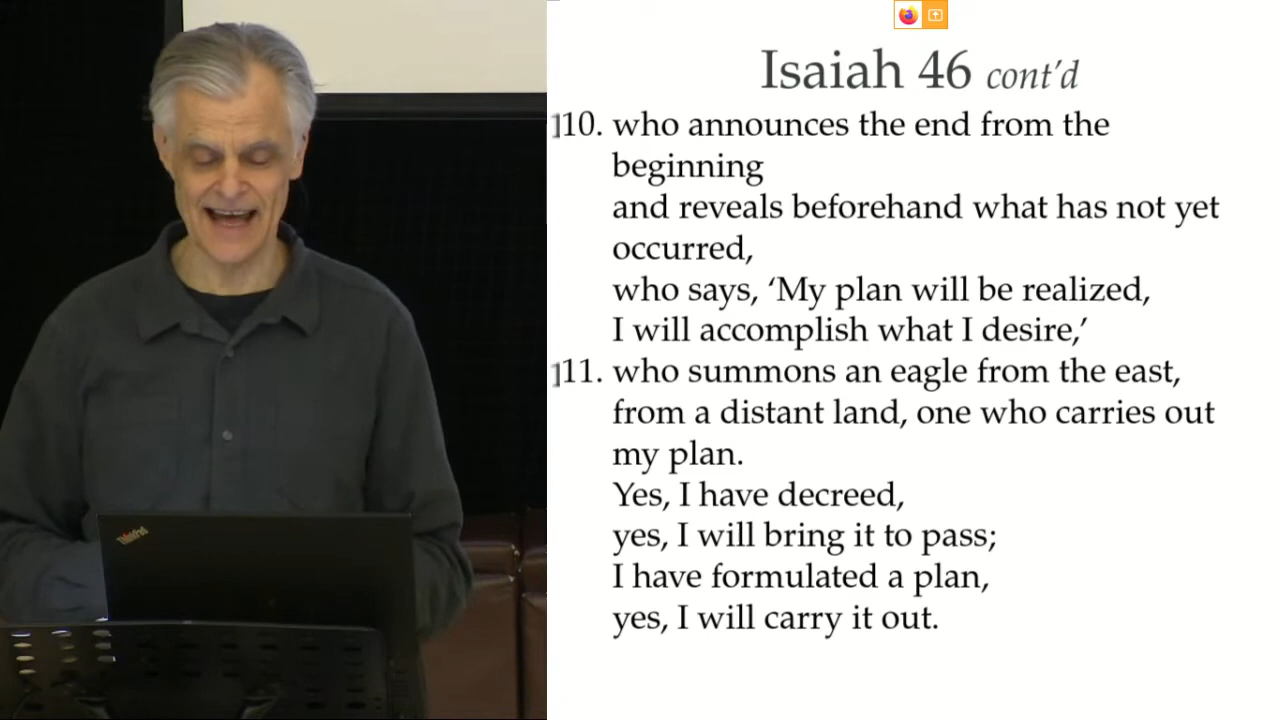 Isaiah 46 cont'd
10. who announces the end from the
beginning
and reveals beforehand what has not yet
occurred,
who says, ‘My plan will be realized,
I will accomplish what I desire,’
11. who summons an eagle from the east,
from a distant land, one who carries out
my plan.
Yes, I have decreed,
yes, I will bring it to pass;
I have formulated a plan,
yes, I will carry it out.
ThinkPad